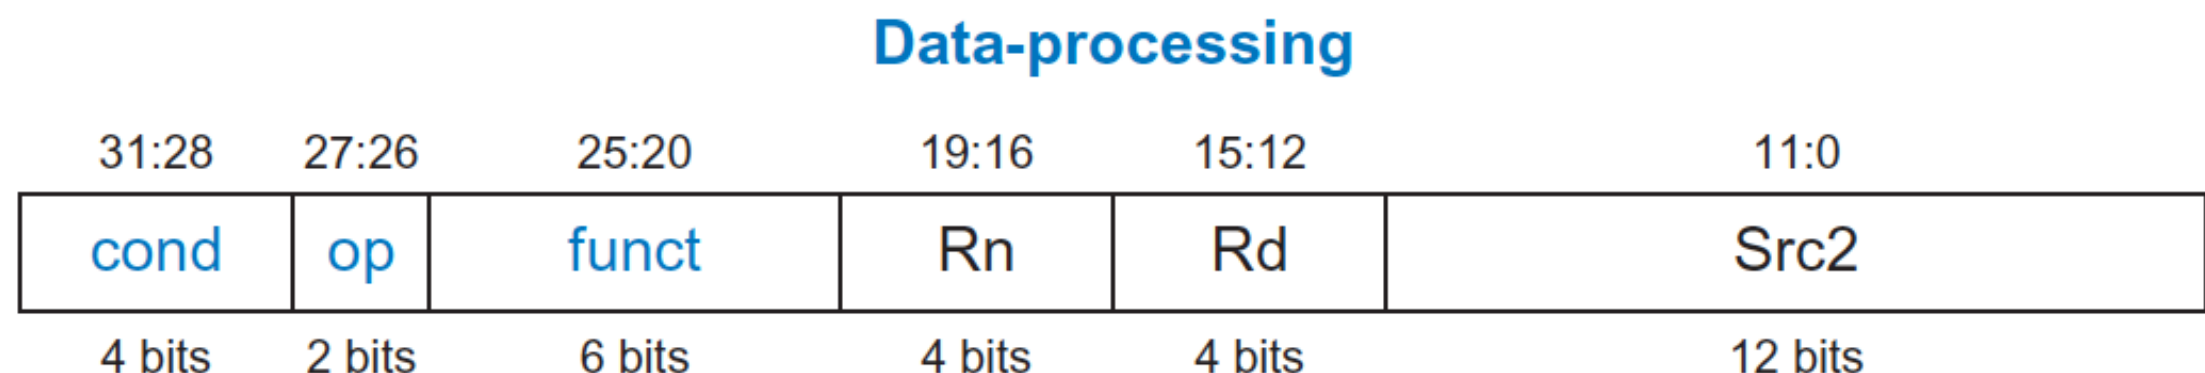 Data-processing
31:28 27:26 25:20 19:16 15:12 11:0
cond op funct Rn Rd Src2
4 bits 2 bits 6 bits 4 bits 4 bits 12 bits